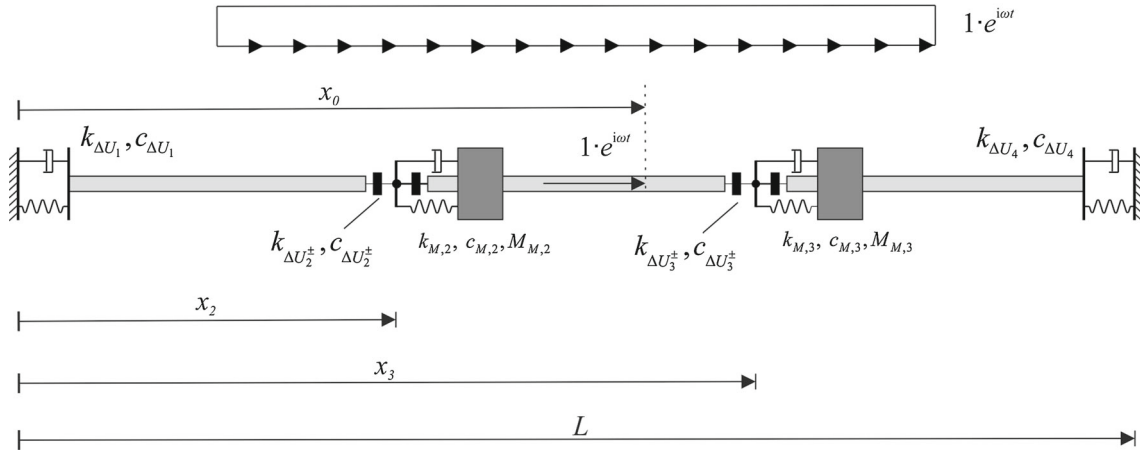 1·e^{iωt}
x_0
k_{ΔU_1}, c_{ΔU_1}
1·e^{iωt}
k_{ΔU_4}, c_{ΔU_4}
k_{ΔU_2^±}, c_{ΔU_2^±}
k_{M,2}, c_{M,2}, M_{M,2}
k_{ΔU_3^±}, c_{ΔU_3^±}
k_{M,3}, c_{M,3}, M_{M,3}
x_2
x_3
L